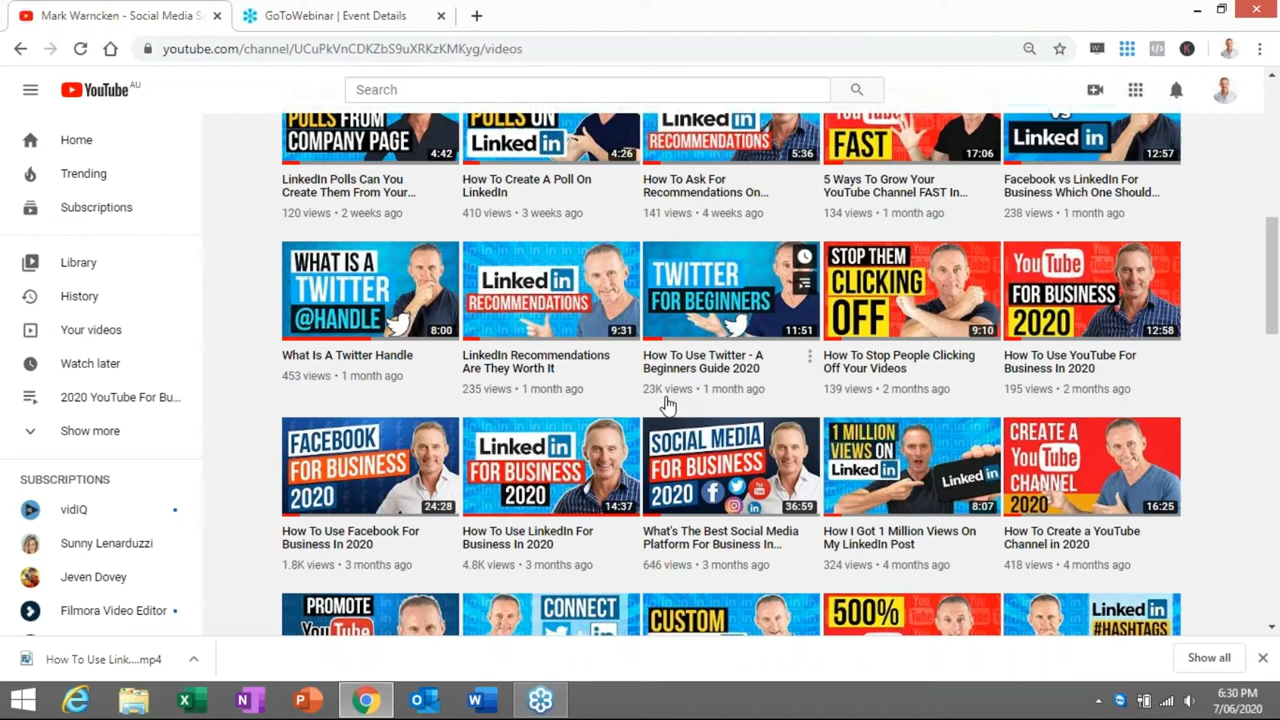 Mark Warncken - Social Media S
GoToWebinar | Event Details
youtube.com/channel/UCuPkVnCDKZbS9uXRKzKMKyg/videos
YouTube AU
Search
Home
Trending
Subscriptions
Library
History
Your videos
Watch later
2020 YouTube For Bu...
Show more
SUBSCRIPTIONS
vidIQ
Sunny Lenarduzzi
Jeven Dovey
Filmora Video Editor
POLLS FROM
COMPANY PAGE
4:42
LinkedIn Polls Can You
Create Them From Your...
120 views • 2 weeks ago
POLLS ON
Linked in
4:26
How To Create A Poll On
LinkedIn
410 views • 3 weeks ago
Linked in
RECOMMENDATIONS
5:36
How To Ask For
Recommendations On...
141 views • 4 weeks ago
FAST
17:06
5 Ways To Grow Your
YouTube Channel FAST In...
134 views • 1 month ago
vs
Linked in
12:57
Facebook vs LinkedIn For
Business Which One Should...
238 views • 1 month ago
WHAT IS A
TWITTER
@HANDLE
8:00
What Is A Twitter Handle
453 views • 1 month ago
Linked in
RECOMMENDATIONS
9:31
LinkedIn Recommendations
Are They Worth It
235 views • 1 month ago
TWITTER
FOR BEGINNERS
11:51
How To Use Twitter - A
Beginners Guide 2020
23K views • 1 month ago
STOP THEM
CLICKING
OFF
9:10
How To Stop People Clicking
Off Your Videos
139 views • 2 months ago
YouTube
FOR BUSINESS
2020
12:58
How To Use YouTube For
Business In 2020
195 views • 2 months ago
FACEBOOK
FOR BUSINESS
2020
24:28
How To Use Facebook For
Business In 2020
1.8K views • 3 months ago
Linked in
FOR BUSINESS
2020
14:37
How To Use LinkedIn For
Business In 2020
4.8K views • 3 months ago
SOCIAL MEDIA
FOR BUSINESS
2020
36:59
What's The Best Social Media
Platform For Business In...
646 views • 3 months ago
1 MILLION
VIEWS ON
Linked in
Linked in
8:07
How I Got 1 Million Views On
My LinkedIn Post
324 views • 4 months ago
CREATE A
YouTube
CHANNEL
2020
16:25
How To Create a YouTube
Channel in 2020
418 views • 4 months ago
PROMOTE
YouTube
CONNECT
CUSTOM
500%
Linked in
#HASHTAGS
How To Use Link....mp4
Show all
6:30 PM
7/06/2020